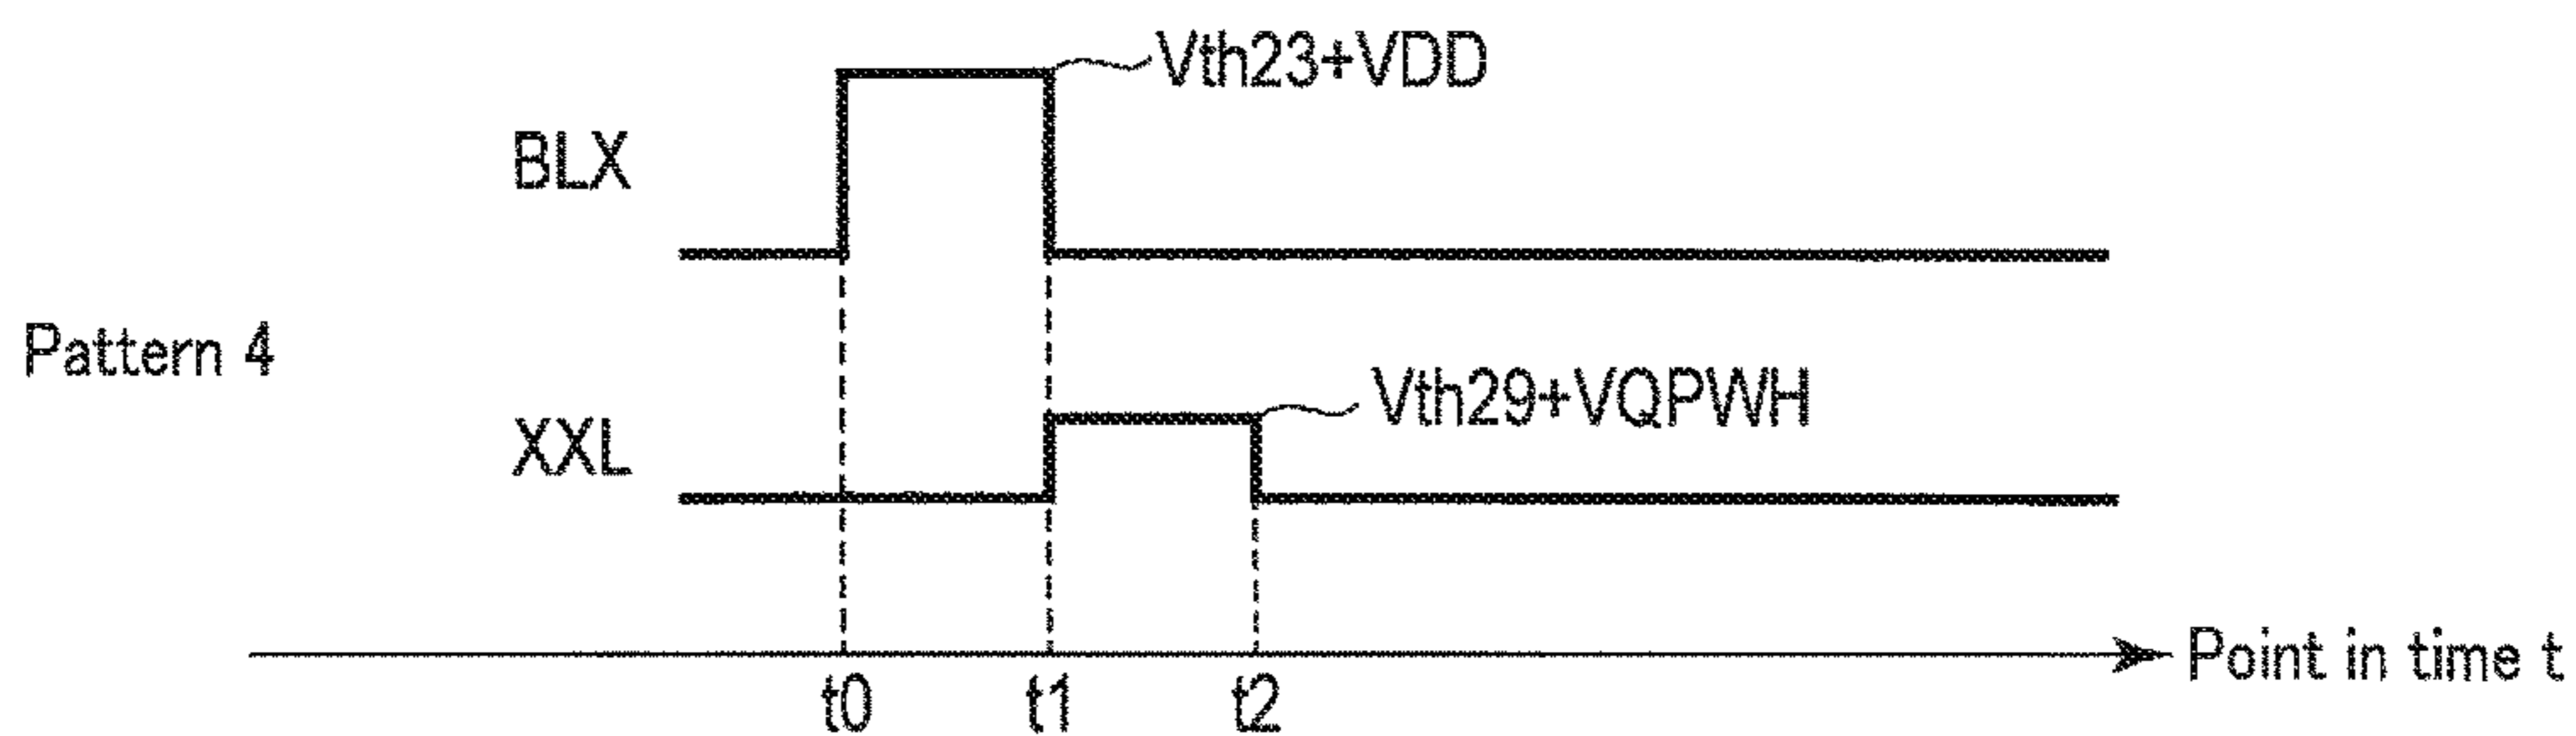 Vth23+VDD
BLX
Pattern 4
Vth29+VQPWH
XXL
Point in time t
t0 t1 t2